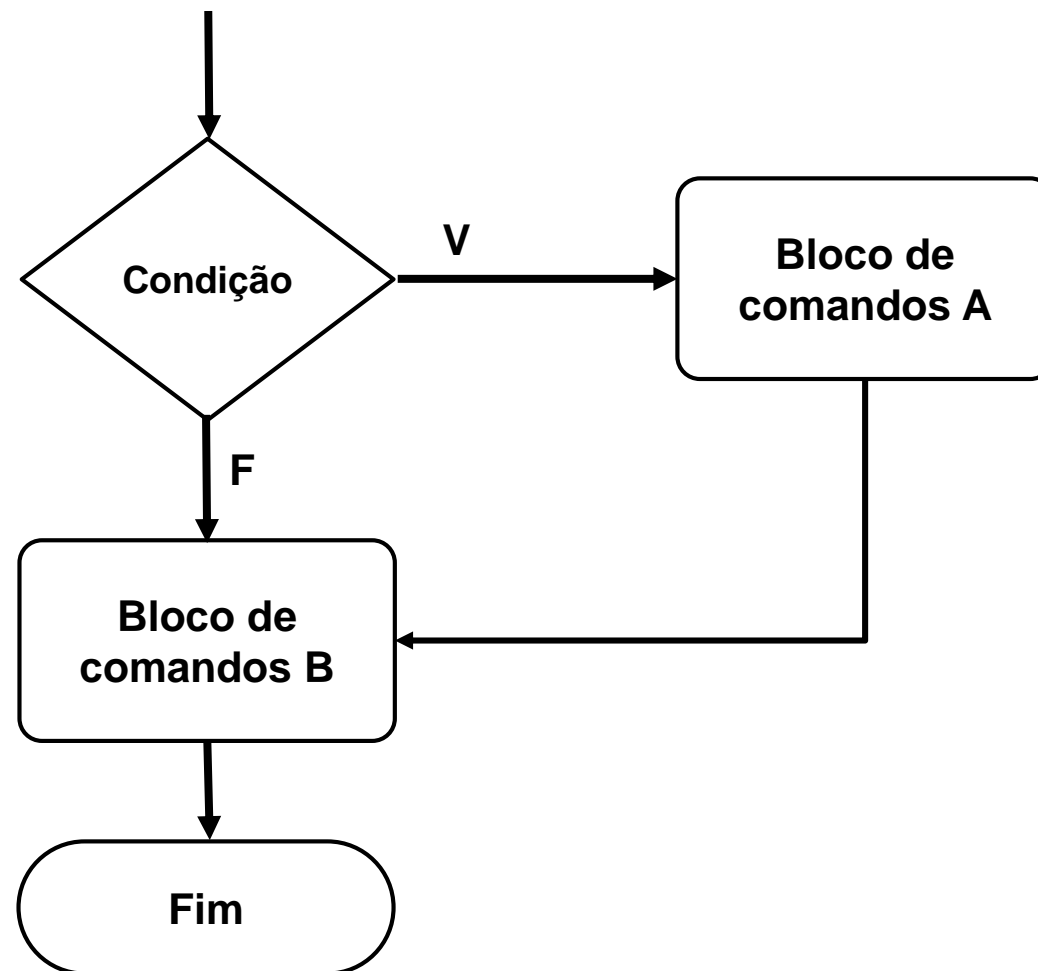 Condição
V
Bloco de
comandos A
F
Bloco de
comandos B
Fim